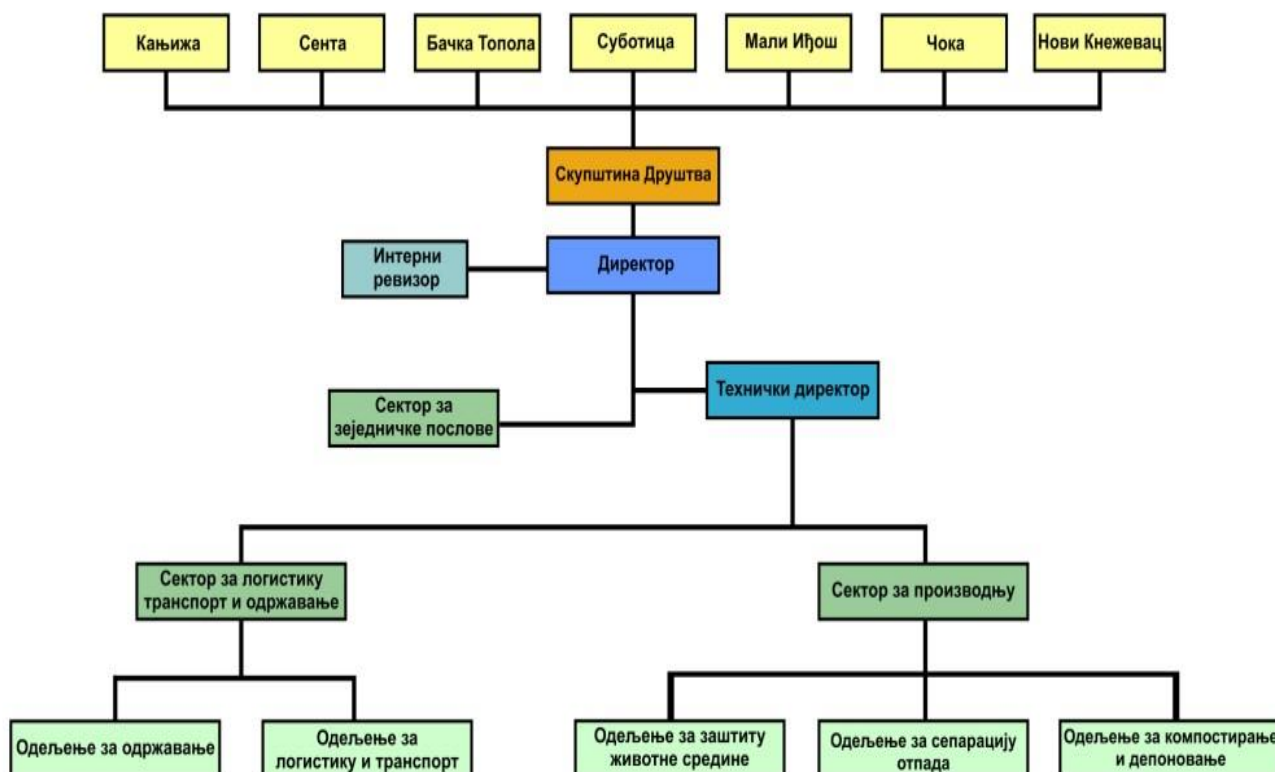 Кањижа
Сента
Бачка Топола
Суботица
Мали Иђош
Чока
Нови Кнежевац
Скупштина Друштва
Интерни
ревизор
Директор
Технички директор
Сектор за
зеједничке послове
Сектор за логистику
транспорт и одржавање
Сектор за производњу
Одељење за одржавање
Одељење за
логистику и транспорт
Одељење за заштиту
животне средине
Одељење за сепарацију
отпада
Одељење за компостирање
и депоновање